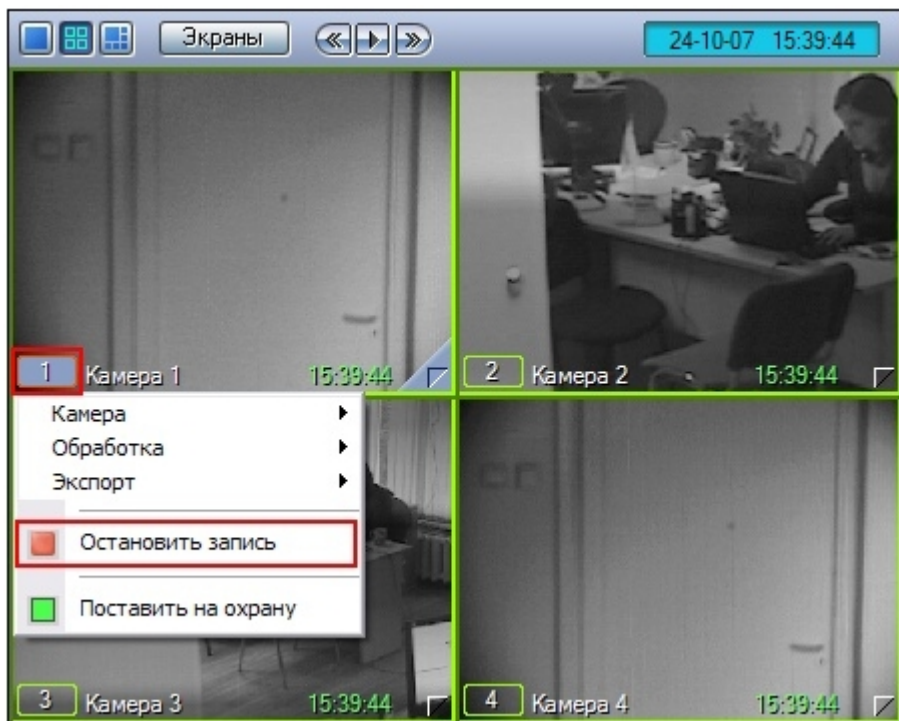 Экраны
24-10-07 15:39:44
1 Камера 1 15:39:44
2 Камера 2 15:39:44
Камера
Обработка
Экспорт
Остановить запись
Поставить на охрану
3 Камера 3 15:39:44
4 Камера 4 15:39:44